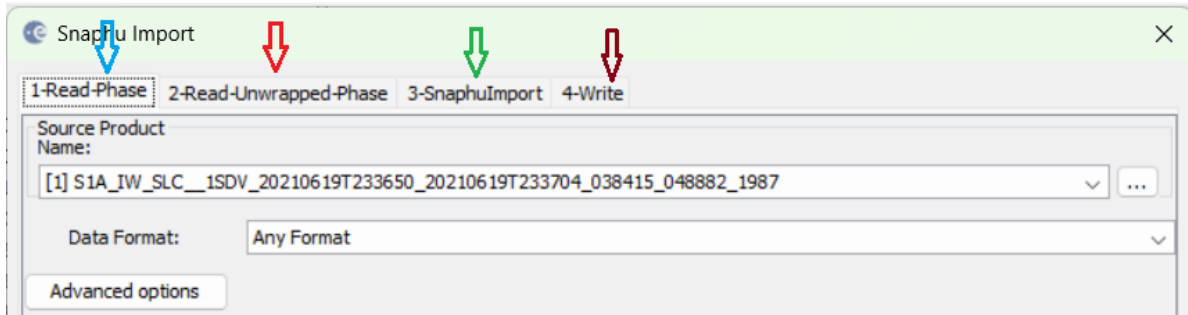 Snaphu Import
1-Read-Phase 2-Read-Unwrapped-Phase 3-SnaphuImport 4-Write
Source Product
Name:
[1] S1A_IW_SLC__1SDV_20210619T233650_20210619T233704_038415_048882_1987 ...
Data Format: Any Format
Advanced options